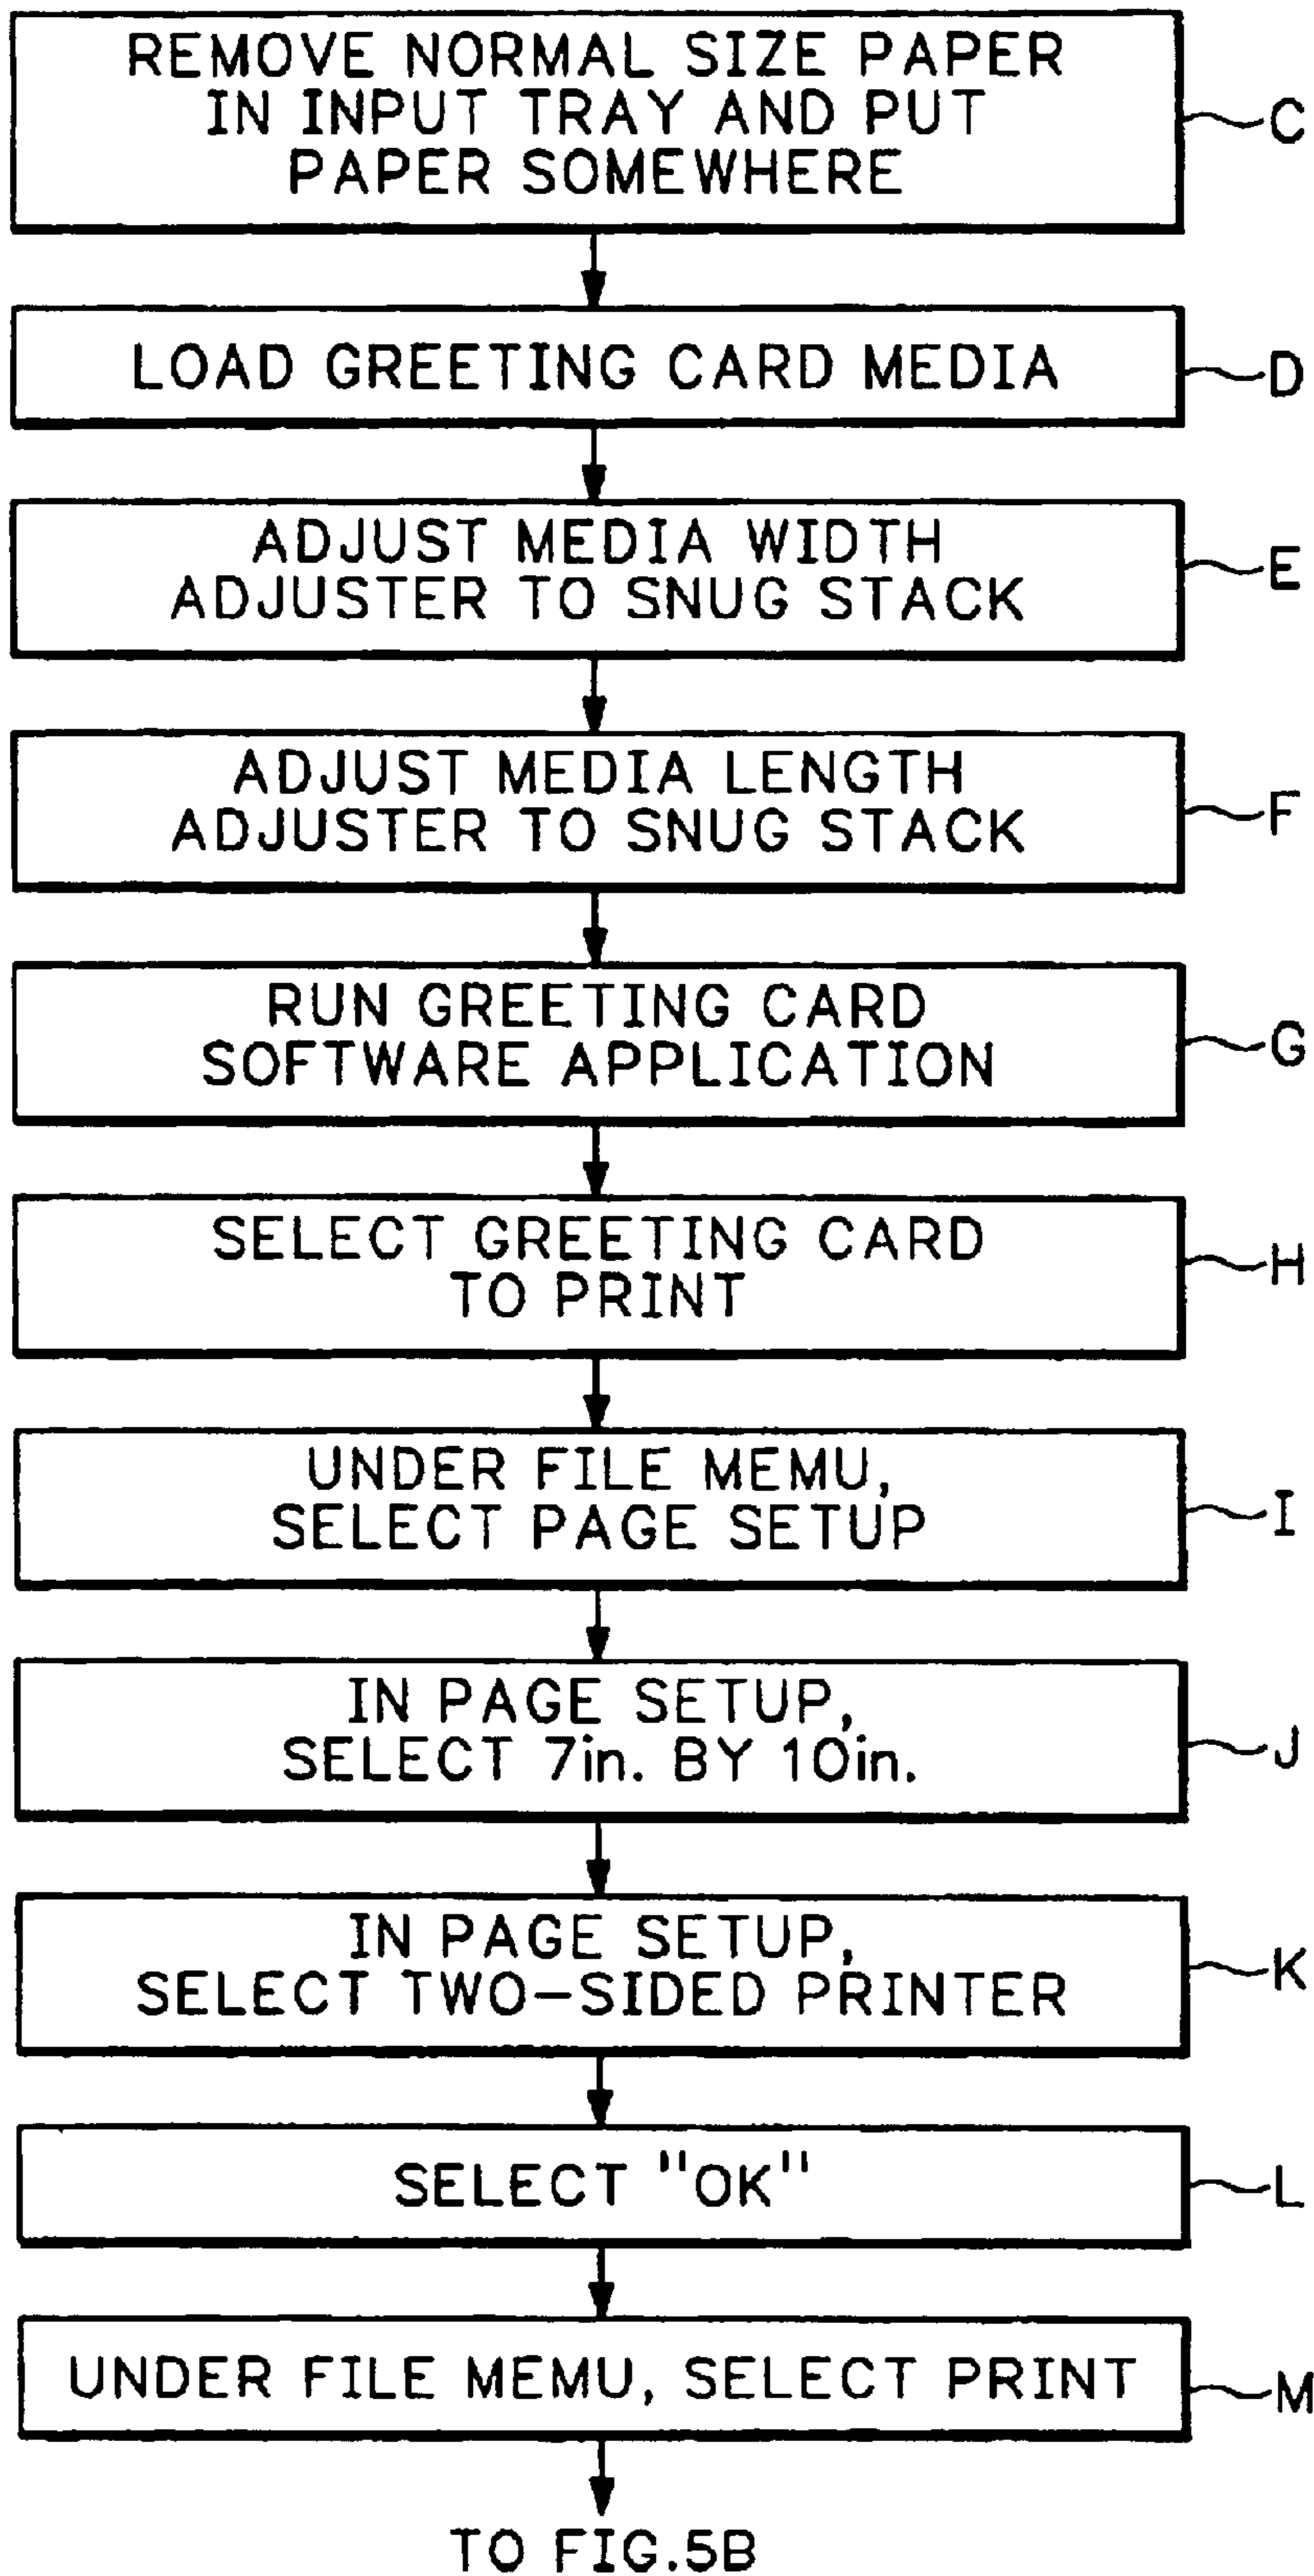 REMOVE NORMAL SIZE PAPER
IN INPUT TRAY AND PUT
PAPER SOMEWHERE
C
LOAD GREETING CARD MEDIA
D
ADJUST MEDIA WIDTH
ADJUSTER TO SNUG STACK
E
ADJUST MEDIA LENGTH
ADJUSTER TO SNUG STACK
F
RUN GREETING CARD
SOFTWARE APPLICATION
G
SELECT GREETING CARD
TO PRINT
H
UNDER FILE MEMU,
SELECT PAGE SETUP
I
IN PAGE SETUP,
SELECT 7in. BY 10in.
J
IN PAGE SETUP,
SELECT TWO-SIDED PRINTER
K
SELECT "OK"
L
UNDER FILE MEMU, SELECT PRINT
M
TO FIG.5B